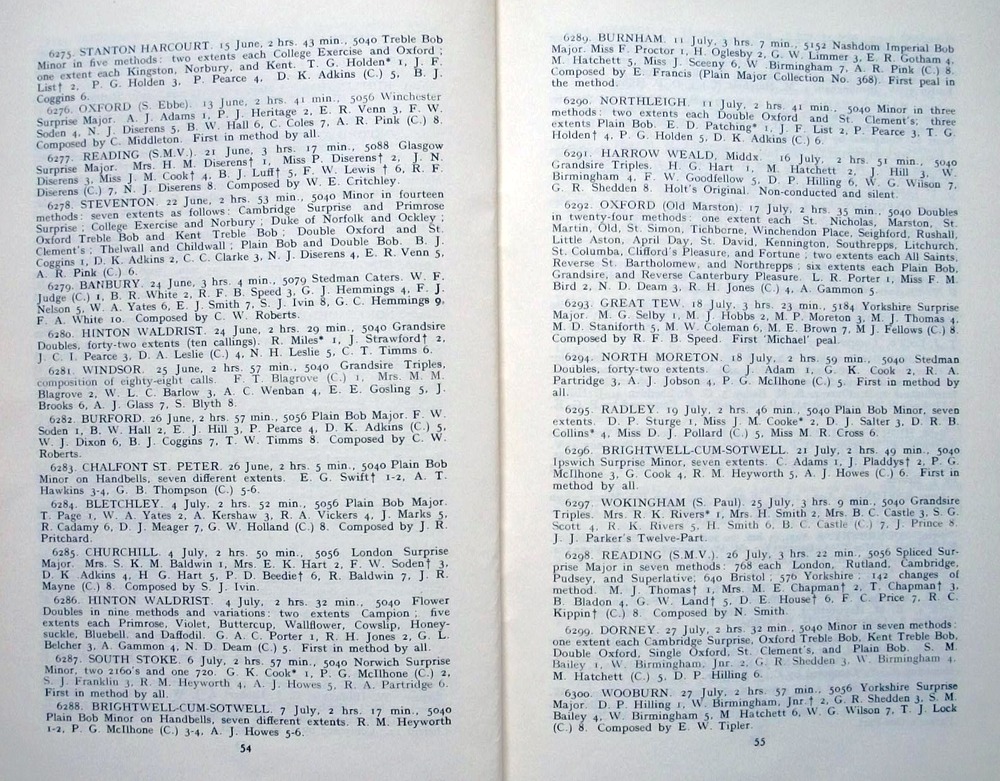 6275. STANTON HARCOURT. 15 June, 2 hrs. 43 min., 5040 Treble Bob
Minor in five methods: two extents each College Exercise and Oxford ;
one extent each Kingston, Norbury, and Kent. T. G. Holden* 1, J. F.
List† 2, P. G. Holden 3, P. Pearce 4, D. K. Adkins (C.) 5, B. J.
Coggins 6.
6276. OXFORD (S. Ebbe). 13 June, 2 hrs. 41 min., 5056 Winchester
Surprise Major. A. J. Adams 1, P. J. Heritage 2, E. R. Venn 3, F. W.
Soden 4, N. J. Diserens 5, B. W. Hall 6, C. Coles 7, A. R. Pink (C.) 8.
Composed by C. Middleton. First in method by all.
6277. READING (S.M.V.). 21 June, 3 hrs. 17 min., 5088 Glasgow
Surprise Major. Mrs. H. M. Diserens† 1, Miss P. Diserens† 2, J. N.
Diserens 3, Miss J. M. Cook† 4, B. J. Luff† 5, F. W. Lewis † 6, R. F.
Diserens (C.) 7, N. J. Diserens 8. Composed by W. E. Critchley.
6278. STEVENTON. 22 June, 2 hrs. 53 min., 5040 Minor in fourteen
methods: seven extents as follows: Cambridge Surprise and Primrose
Surprise ; College Exercise and Norbury ; Duke of Norfolk and Ockley ;
Oxford Treble Bob and Kent Treble Bob ; Double Oxford and St.
Clement's ; Thelwall and Childwall ; Plain Bob and Double Bob. B. J.
Coggins 1, D. K. Adkins 2, C. C. Clarke 3, N. J. Diserens 4, E. R. Venn 5,
A. R. Pink (C.) 6.
6279. BANBURY. 24 June, 3 hrs. 4 min., 5079 Stedman Caters. W. F.
Judge (C.) 1, B. R. White 2, R. F. B. Speed 3, G. J. Hemmings 4, F. J.
Nelson 5, W. A. Yates 6, E. J. Smith 7, S. J. Ivin 8, G. C. Hemmings 9,
F. A. White 10. Composed by C. W. Roberts.
6280. HINTON WALDRIST. 24 June, 2 hrs. 29 min., 5040 Grandsire
Doubles, forty-two extents (ten callings). R. Miles* 1, J. Strawford† 2,
J. C. I. Pearce 3, D. A. Leslie (C.) 4, N. H. Leslie 5, C. T. Timms 6.
6281. WINDSOR. 25 June, 2 hrs. 57 min., 5040 Grandsire Triples,
composition of eighty-eight calls. F. T. Blagrove (C.) 1, Mrs. M. M.
Blagrove 2, W. L. C. Barlow 3, A. C. Wenban 4, E. E. Gosling 5, J.
Brooks 6, A. J. Glass 7, S. Blyth 8.
6282. BURFORD. 26 June, 2 hrs. 57 min., 5056 Plain Bob Major. F. W.
Soden 1, B. W. Hall 2, E. J. Hill 3, P. Pearce 4, D. K. Adkins (C.) 5,
W. J. Dixon 6, B. J. Coggins 7, T. W. Timms 8. Composed by C. W.
Roberts.
6283. CHALFONT ST. PETER. 26 June, 2 hrs. 5 min., 5040 Plain Bob
Minor on Handbells, seven different extents. E. G. Swift† 1-2, A. T.
Hawkins 3-4, G. B. Thompson (C.) 5-6.
6284. BLETCHLEY. 4 July, 2 hrs. 52 min., 5056 Plain Bob Major.
T. Page 1, W. A. Yates 2, A. Kershaw 3, R. A. Vickers 4, J. Marks 5,
R. Cadamy 6, D. J. Meager 7, G. W. Holland (C.) 8. Composed by J. R.
Pritchard.
6285. CHURCHILL. 4 July, 2 hrs. 50 min., 5056 London Surprise
Major. Mrs. S. K. M. Baldwin 1, Mrs. E. K. Hart 2, F. W. Soden† 3,
D. K. Adkins 4, H. G. Hart 5, P. D. Beedie† 6, R. Baldwin 7, J. R.
Mayne (C.) 8. Composed by S. J. Ivin.
6286. HINTON WALDRIST. 4 July, 2 hrs. 32 min., 5040 Flower
Doubles in nine methods and variations: two extents Campion ; five
extents each Primrose, Violet, Buttercup, Wallflower, Cowslip, Honey-
suckle, Bluebell, and Daffodil. G. A. C. Porter 1, R. H. Jones 2, G. L.
Belcher 3, A. Gammon 4, N. D. Deam (C.) 5. First in method by all.
6287. SOUTH STOKE. 6 July, 2 hrs. 57 min., 5040 Norwich Surprise
Minor, two 2160's and one 720. G. K. Cook* 1, P. G. McIlhone (C.) 2,
S. J. Franklin 3, R. M. Heyworth 4, A. J. Howes 5, R. A. Partridge 6.
First in method by all.
6288. BRIGHTWELL-CUM-SOTWELL. 7 July, 2 hrs. 17 min., 5040
Plain Bob Minor on Handbells, seven different extents. R. M. Heyworth
1-2, P. G. McIlhone (C.) 3-4, A. J. Howes 5-6.
54
6289. BURNHAM. 11 July, 3 hrs. 7 min., 5152 Nashdom Imperial Bob
Major. Miss F. Proctor 1, H. Oglesby 2, G. W. Limmer 3, E. R. Gotham 4,
M. Hatchett 5, Miss J. Sceeny 6, W. Birmingham 7, A. R. Pink (C.) 8.
Composed by E. Francis (Plain Major Collection No. 368). First peal in
the method.
6290. NORTHLEIGH. 11 July, 2 hrs. 41 min., 5040 Minor in three
methods: two extents each Double Oxford and St. Clement's; three
extents Plain Bob. E. D. Patching* 1, J. F. List 2, P. Pearce 3, T. G.
Holden† 4, P. G. Holden 5, D. K. Adkins (C.) 6.
6291. HARROW WEALD, Middx. 16 July, 2 hrs. 51 min., 5040
Grandsire Triples. H. G. Hart 1, M. Hatchett 2, J. Hill 3, W.
Birmingham 4, F. W. Goodfellow 5, D. P. Hilling 6, W. G. Wilson 7,
G. R. Shedden 8. Holt's Original. Non-conducted and silent.
6292. OXFORD (Old Marston). 17 July, 2 hrs. 35 min., 5040 Doubles
in twenty-four methods: one extent each St. Nicholas, Marston, St.
Martin, Old, St. Simon, Tichborne, Winchendon Place, Seighford, Rushall,
Little Aston, April Day, St. David, Kennington, Southrepps, Litchurch,
St. Columba, Clifford's Pleasure, and Fortune ; two extents each All Saints,
Reverse St. Bartholomew, and Northrepps ; six extents each Plain Bob,
Grandsire, and Reverse Canterbury Pleasure. L. R. Porter 1, Miss F. M.
Bird 2, N. D. Deam 3, R. H. Jones (C.) 4, A. Gammon 5.
6293. GREAT TEW. 18 July, 3 hrs. 23 min., 5184 Yorkshire Surprise
Major. M. G. Selby 1, M. J. Hobbs 2, M. P. Moreton 3, M. J. Thomas 4,
M. D. Staniforth 5, M. W. Coleman 6, M. E. Brown 7, M J. Fellows (C.) 8.
Composed by R. F. B. Speed. First 'Michael' peal.
6294. NORTH MORETON. 18 July, 2 hrs. 59 min., 5040 Stedman
Doubles, forty-two extents. C J. Adam 1, G. K. Cook 2, R. A.
Partridge 3, A. J. Jobson 4, P. G. McIlhone (C.) 5. First in method by
all.
6295. RADLEY. 19 July, 2 hrs. 46 min., 5040 Plain Bob Minor, seven
extents. D. P. Sturge 1, Miss J. M. Cooke* 2, D. J. Salter 3, D. R. B.
Collins* 4, Miss D. J. Pollard (C.) 5, Miss M. R. Cross 6.
6296. BRIGHTWELL-CUM-SOTWELL. 21 July, 2 hrs. 49 min., 5040
Ipswich Surprise Minor, seven extents. C. Adams 1, J. Pladdys† 2, P. G.
McIlhone 3, G. Cook 4, R. M. Heyworth 5, A. J. Howes (C.) 6. First in
method by all.
6297. WOKINGHAM (S. Paul). 25 July, 3 hrs. 9 min., 5040 Grandsire
Triples. Mrs. R. K. Rivers* 1, Mrs. H. Smith 2, Mrs. B. C. Castle 3, S. G.
Scott 4, R. K. Rivers 5, H. Smith 6, B. C. Castle (C.) 7, J. Prince 8.
J. J. Parker's Twelve-Part.
6298. READING (S.M.V.). 26 July, 3 hrs. 22 min., 5056 Spliced Sur-
prise Major in seven methods: 768 each London, Rutland, Cambridge,
Pudsey, and Superlative; 640 Bristol ; 576 Yorkshire ; 142 changes of
method. M. J. Thomas† 1, Mrs. M. E. Chapman† 2, T. Chapman† 3,
B. Bladon 4, G. W. Land† 5, D. E. House† 6, F. C. Price 7, R. C.
Kippin† (C.) 8. Composed by N. Smith.
6299. DORNEY. 27 July, 2 hrs. 32 min., 5040 Minor in seven methods:
one extent each Cambridge Surprise, Oxford Treble Bob, Kent Treble Bob,
Double Oxford, Single Oxford, St. Clement's, and Plain Bob. S. M.
Bailey 1, W. Birmingham, Jnr. 2, G. R. Shedden 3, W. Birmingham 4,
M. Hatchett (C.) 5, D. P. Hilling 6.
6300. WOOBURN. 27 July, 2 hrs. 57 min., 5056 Yorkshire Surprise
Major. D. P. Hilling 1, W. Birmingham, Jnr.† 2, G. R. Shedden 3, S. M.
Bailey 4, W. Birmingham 5, M Hatchett 6, W. G. Wilson 7, T. J. Lock
(C.) 8. Composed by E. W. Tipler.
55